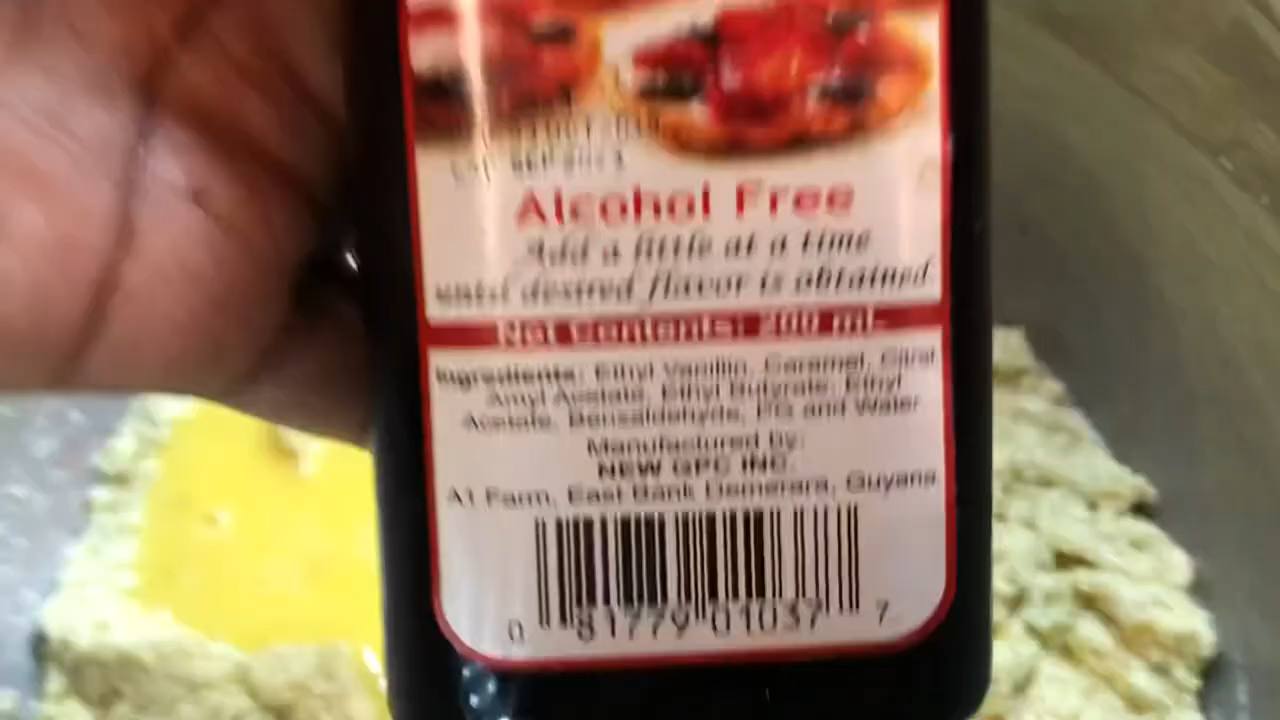 Alcohol Free
Add a little at a time
until desired flavor is obtained
Net Contents: 200 mL
Ingredients: Ethyl Vanillin, Caramel, Citral,
Amyl Acetate, Ethyl Butyrate, Ethyl
Acetate, Benzaldehyde, PG and Water
Manufactured by:
NEW GPC INC.
A1 Farm, East Bank Demerara, Guyana
0 81779 01037 7